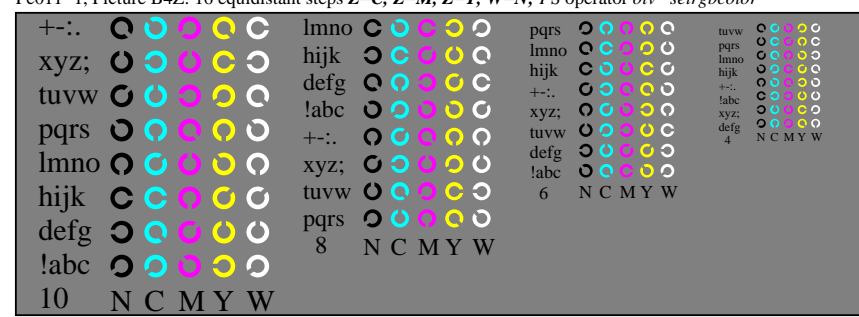 +-:.
xyz;
tuvw
pqrs
lmno
hijk
defg
!abc
10 N C M Y W
lmno
hijk
defg
!abc
+-:.
xyz;
tuvw
pqrs
8 N C M Y W
pqrs
lmno
hijk
+-:.
xyz;
tuvw
defg
!abc
6 N C M Y W
tuvw
pqrs
lmno
hijk
+-:.
!abc
xyz;
defg
4 N C M Y W